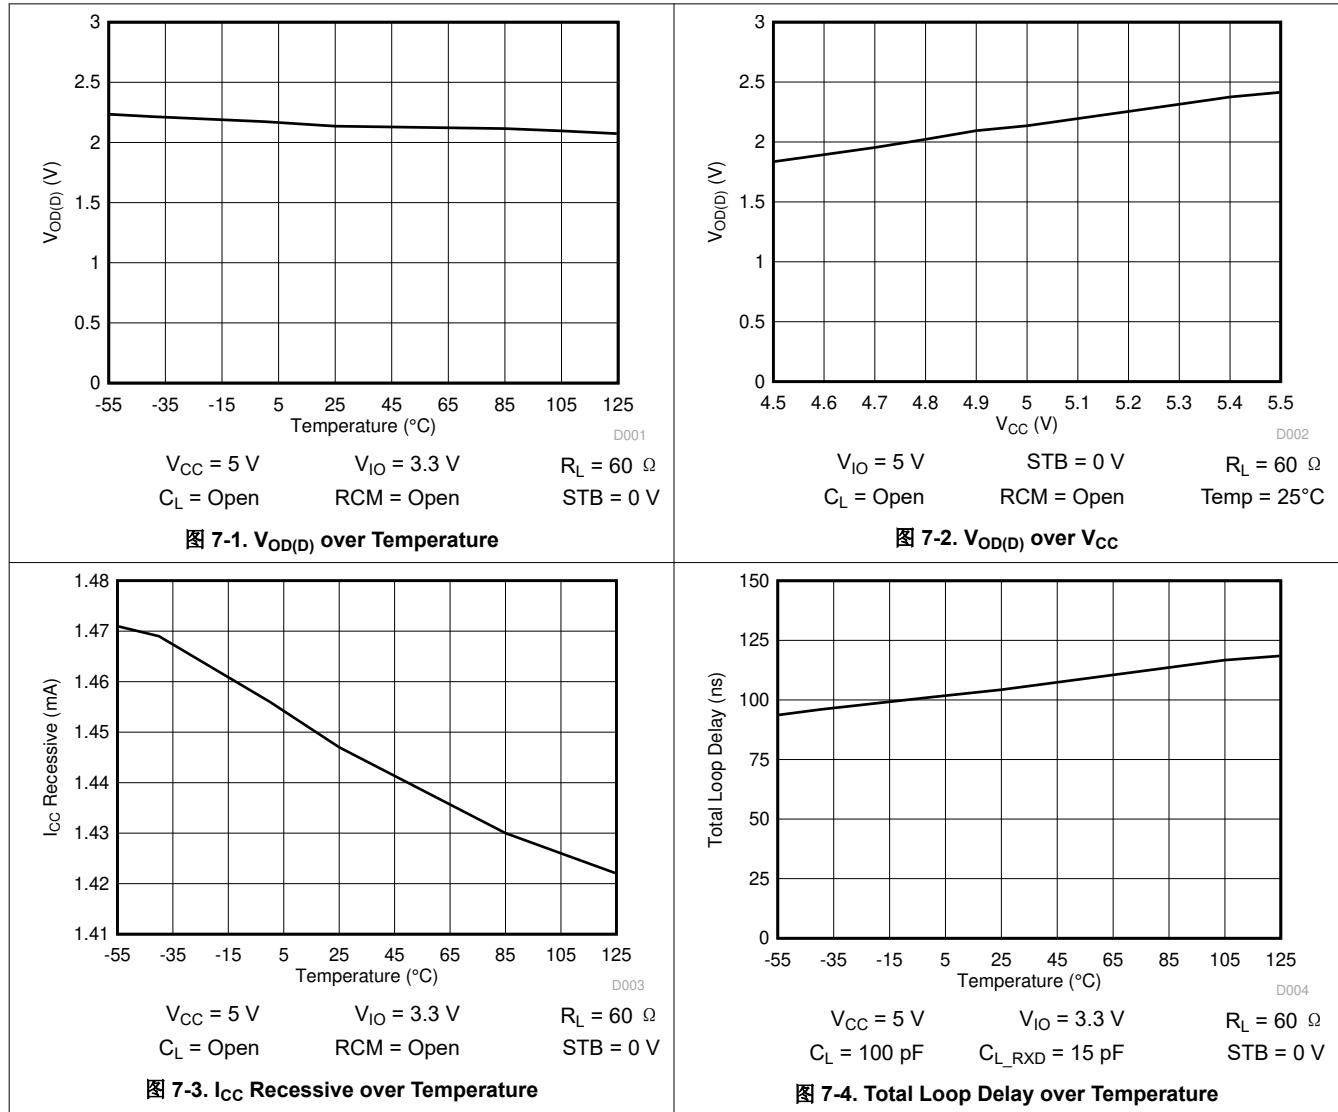 3
2.5
2
1.5
1
0.5
0
V_OD(D) (V)
-55 -35 -15 5 25 45 65 85 105 125
Temperature (°C)
D001
V_CC = 5 V V_IO = 3.3 V R_L = 60 Ω
C_L = Open RCM = Open STB = 0 V
图 7-1. V_OD(D) over Temperature
3
2.5
2
1.5
1
0.5
0
V_OD(D) (V)
4.5 4.6 4.7 4.8 4.9 5 5.1 5.2 5.3 5.4 5.5
V_CC (V)
D002
V_IO = 5 V STB = 0 V R_L = 60 Ω
C_L = Open RCM = Open Temp = 25°C
图 7-2. V_OD(D) over V_CC
1.48
1.47
1.46
1.45
1.44
1.43
1.42
1.41
I_CC Recessive (mA)
-55 -35 -15 5 25 45 65 85 105 125
Temperature (°C)
D003
V_CC = 5 V V_IO = 3.3 V R_L = 60 Ω
C_L = Open RCM = Open STB = 0 V
图 7-3. I_CC Recessive over Temperature
150
125
100
75
50
25
0
Total Loop Delay (ns)
-55 -35 -15 5 25 45 65 85 105 125
Temperature (°C)
D004
V_CC = 5 V V_IO = 3.3 V R_L = 60 Ω
C_L = 100 pF C_L_RXD = 15 pF STB = 0 V
图 7-4. Total Loop Delay over Temperature